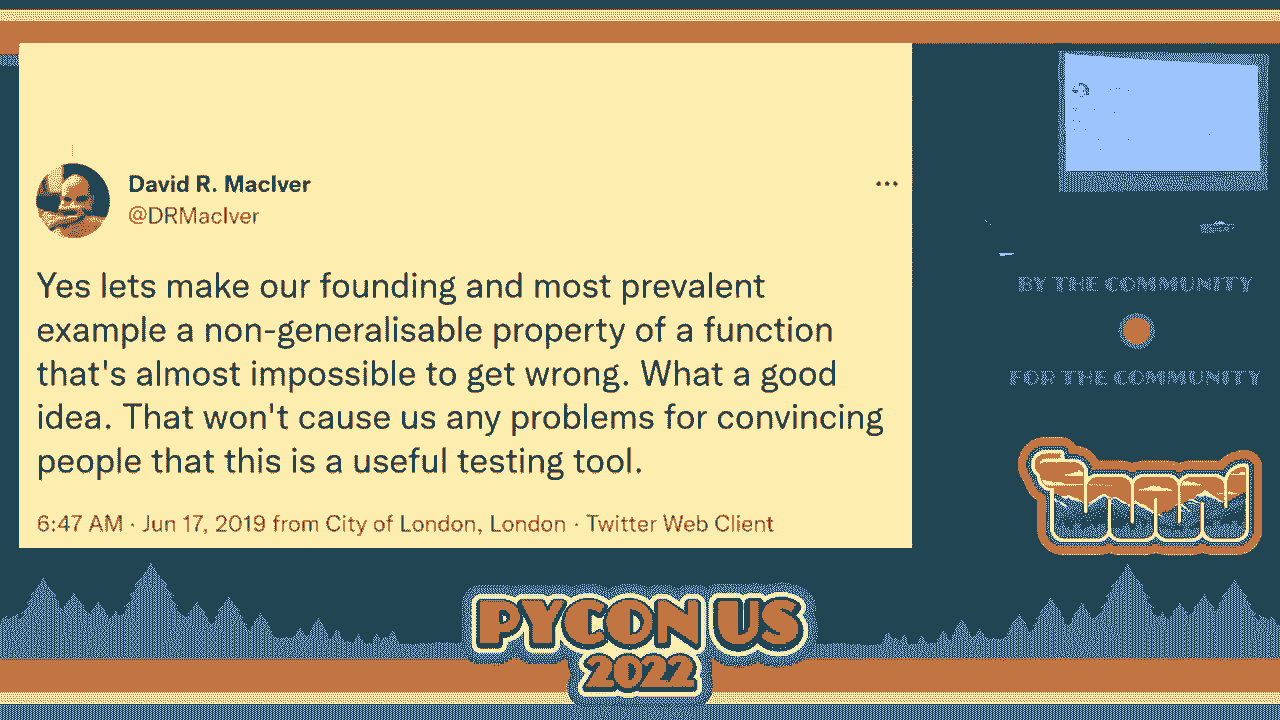 David R. MacIver
@DRMacIver
Yes lets make our founding and most prevalent
example a non-generalisable property of a function
that's almost impossible to get wrong. What a good
idea. That won't cause us any problems for convincing
people that this is a useful testing tool.
6:47 AM · Jun 17, 2019 from City of London, London · Twitter Web Client
BY THE COMMUNITY
FOR THE COMMUNITY
PYCON US
2022